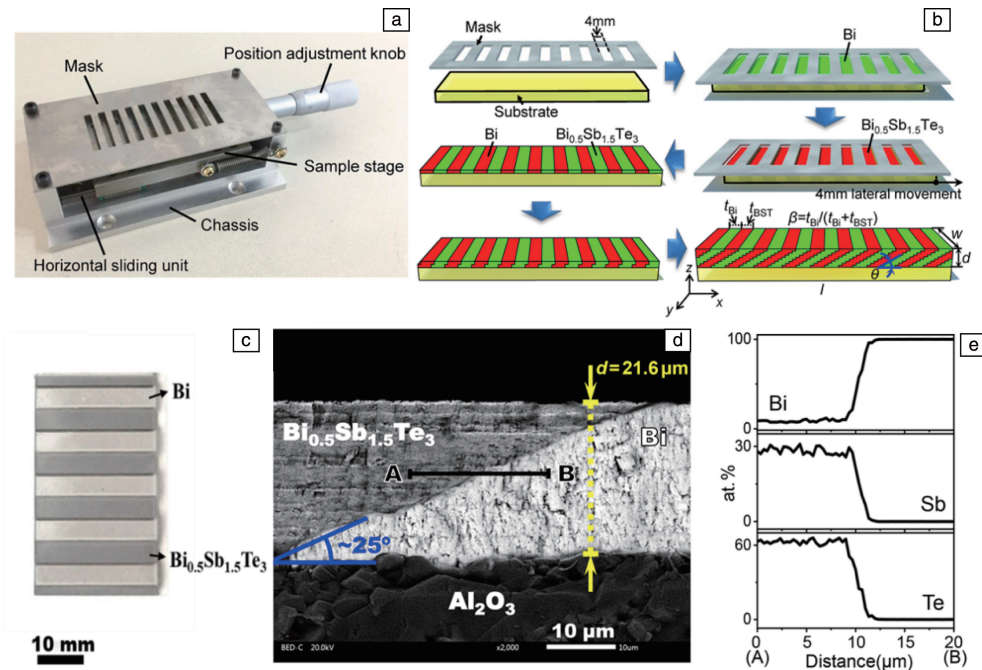 a
Mask
Position adjustment knob
Sample stage
Chassis
Horizontal sliding unit
b
Mask
4mm
Substrate
Bi
Bi0.5Sb1.5Te3
4mm lateral movement
Bi
Bi0.5Sb1.5Te3
tBi
tBST
β=tBi/(tBi+tBST)
w
d
θ
l
z
y
x
c
Bi
Bi0.5Sb1.5Te3
10 mm
d
d=21.6 μm
Bi0.5Sb1.5Te3
Bi
A
B
~25°
Al2O3
10 μm
BED-C 20.0kV
x2,000
10um
e
100
Bi
0
30
Sb
0
60
Te
0
at. %
0
5
10
15
20
Distance(μm)
(A)
(B)